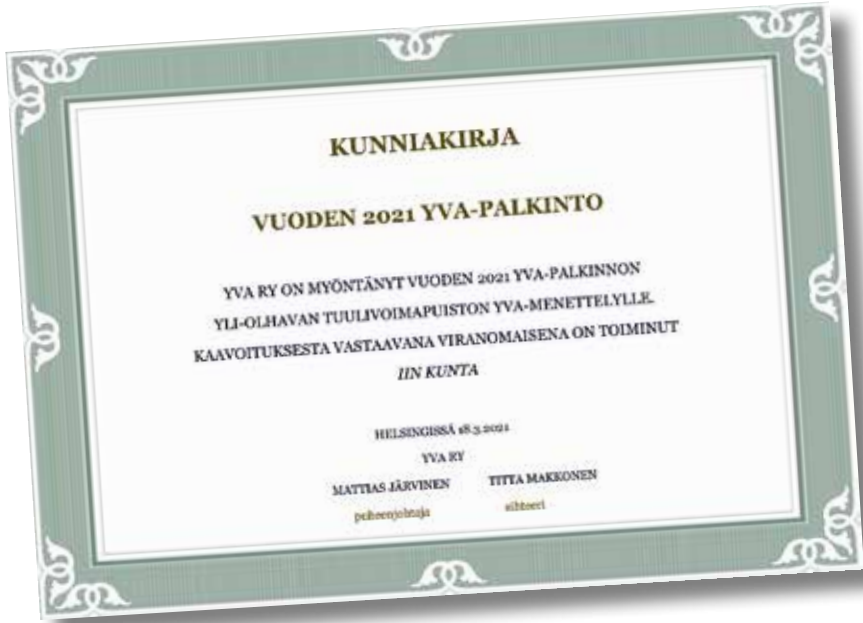 KUNNIAKIRJA
VUODEN 2021 YVA-PALKINTO
YVA RY ON MYÖNTÄNYT VUODEN 2021 YVA-PALKINNON
YLI-OLHAVAN TUULIVOIMAPUISTON YVA-MENETTELYLLE.
KAAVOITUKSESTA VASTAAVANA VIRANOMAISENA ON TOIMINUT
IIN KUNTA
HELSINGISSÄ 18.3.2021
YVA RY
MATTIAS JÄRVINEN TITTA MAKKONEN
puheenjohtaja sihteeri